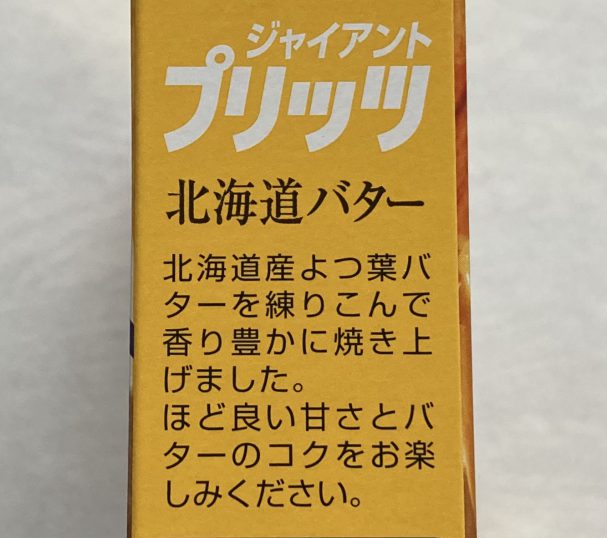 ジャイアント
プリッツ
北海道バター
北海道産よつ葉バ
ターを練りこんで
香り豊かに焼き上
げました。
ほど良い甘さとバ
ターのコクをお楽
しみください。